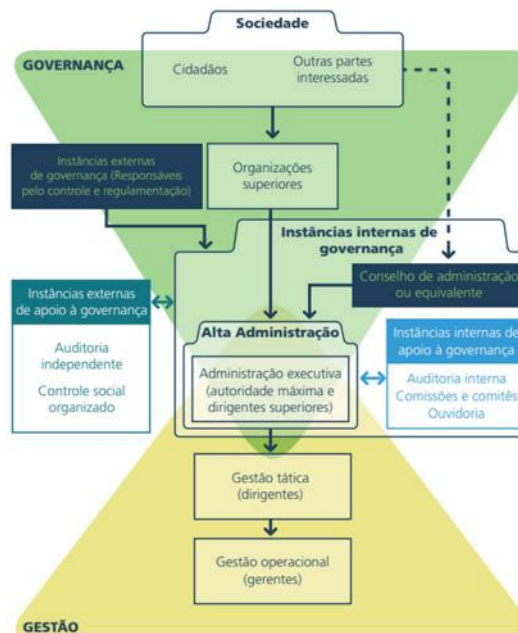 Sociedade
GOVERNANÇA
Cidadãos
Outras partes
interessadas
Instâncias externas
de governança (Responsáveis
pelo controle e regulamentação)
Organizações
superiores
Instâncias internas de
governança
Conselho de administração
ou equivalente
Instâncias externas
de apoio à governança
Auditoria
independente
Controle social
organizado
Alta Administração
Administração executiva
(autoridade máxima e
dirigentes superiores)
Instâncias internas de
apoio à governança
Auditoria interna
Comissões e comitês
Ouvidoria
Gestão tática
(dirigentes)
Gestão operacional
(gerentes)
GESTÃO